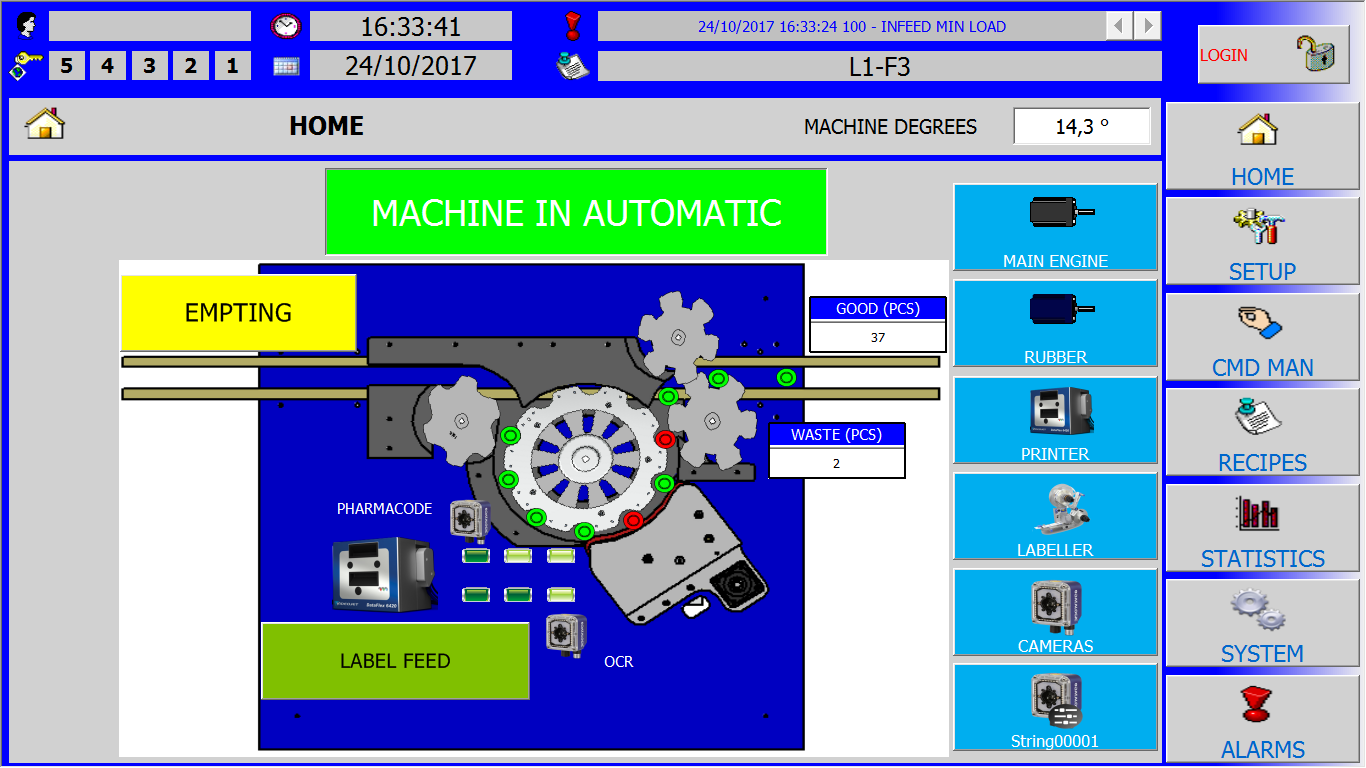 16:33:41
24/10/2017 16:33:24 100 - INFEED MIN LOAD
LOGIN
5 4 3 2 1
24/10/2017
L1-F3
HOME
MACHINE DEGREES
14,3 °
MACHINE IN AUTOMATIC
EMPTING
GOOD (PCS)
37
WASTE (PCS)
2
PHARMACODE
LABEL FEED
OCR
MAIN ENGINE
RUBBER
PRINTER
LABELLER
CAMERAS
String00001
HOME
SETUP
CMD MAN
RECIPES
STATISTICS
SYSTEM
ALARMS